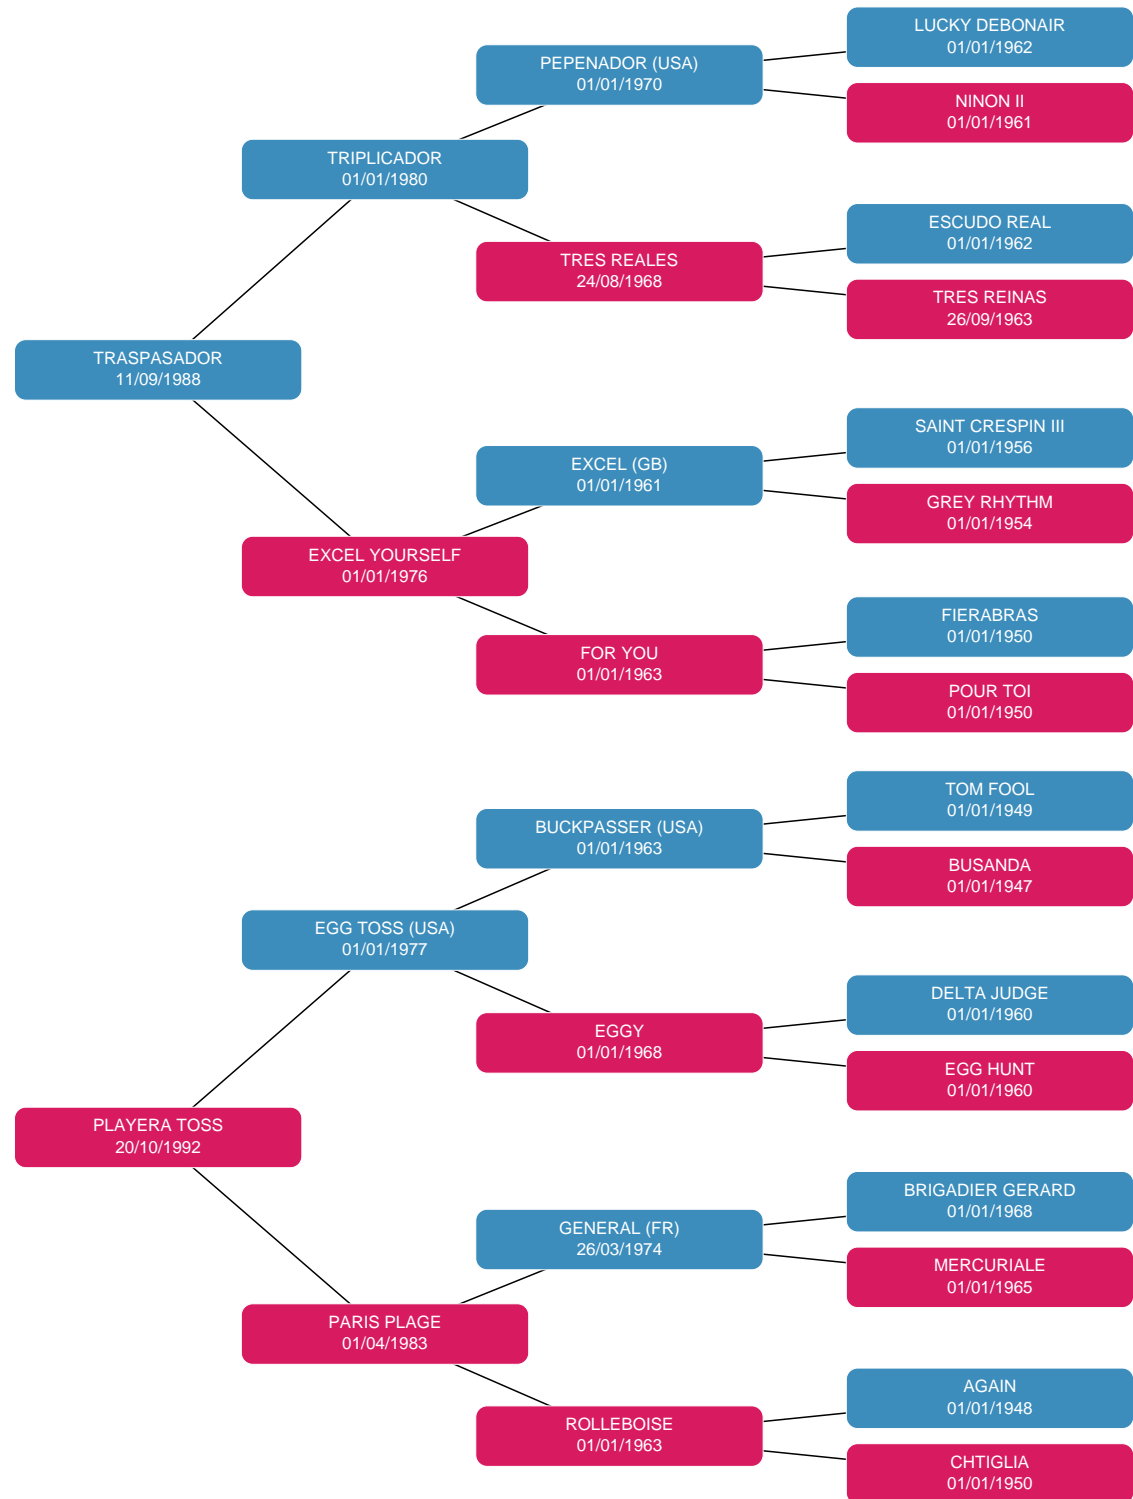 LUCKY DEBONAIR
01/01/1962
PEPENADOR (USA)
01/01/1970
NINON II
01/01/1961
TRIPLICADOR
01/01/1980
ESCUDO REAL
01/01/1962
TRES REALES
24/08/1968
TRES REINAS
26/09/1963
TRASPASADOR
11/09/1988
SAINT CRESPIN III
01/01/1956
EXCEL (GB)
01/01/1961
GREY RHYTHM
01/01/1954
EXCEL YOURSELF
01/01/1976
FIERABRAS
01/01/1950
FOR YOU
01/01/1963
POUR TOI
01/01/1950
TOM FOOL
01/01/1949
BUCKPASSER (USA)
01/01/1963
BUSANDA
01/01/1947
EGG TOSS (USA)
01/01/1977
DELTA JUDGE
01/01/1960
EGGY
01/01/1968
EGG HUNT
01/01/1960
PLAYERA TOSS
20/10/1992
BRIGADIER GERARD
01/01/1968
GENERAL (FR)
26/03/1974
MERCURIALE
01/01/1965
PARIS PLAGE
01/04/1983
AGAIN
01/01/1948
ROLLEBOISE
01/01/1963
CHTIGLIA
01/01/1950